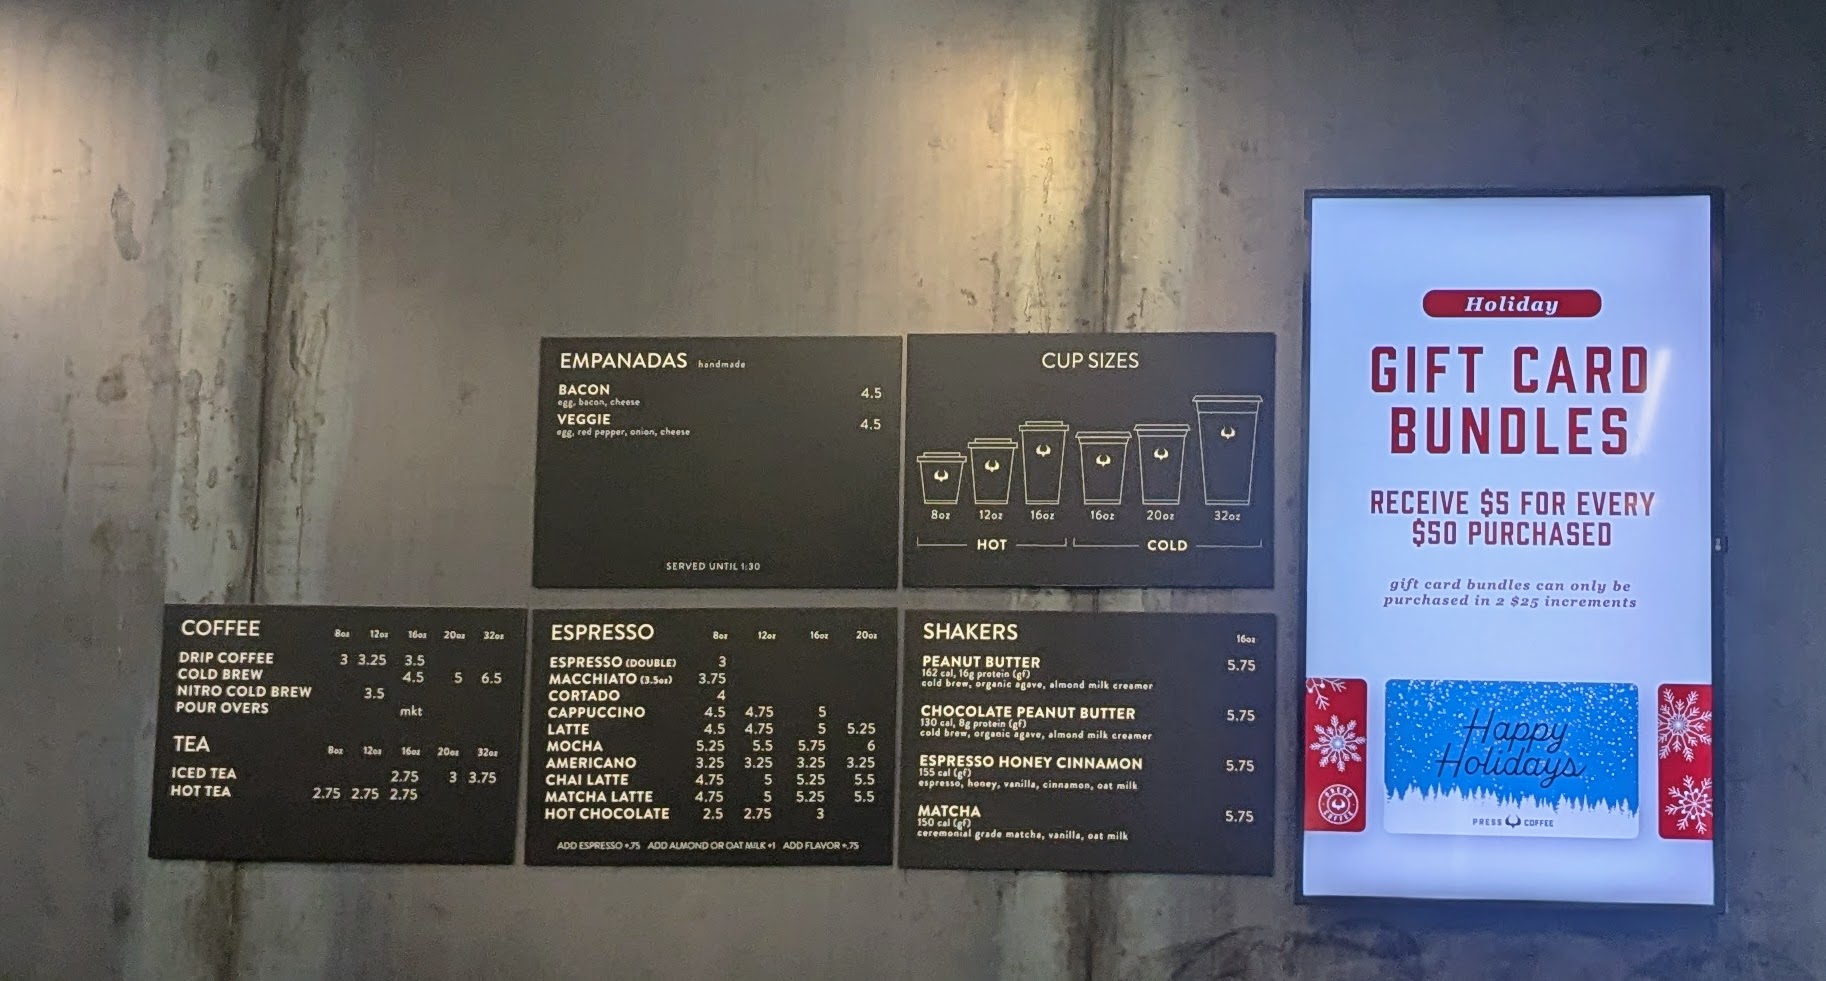 EMPANADAS handmade
BACON 4.5
egg, bacon, cheese
VEGGIE 4.5
egg, red pepper, onion, cheese
SERVED UNTIL 1:30
CUP SIZES
8oz 12oz 16oz 16oz 20oz 32oz
HOT COLD
COFFEE 8oz 12oz 16oz 20oz 32oz
DRIP COFFEE 3 3.25 3.5
COLD BREW 4.5 5 6.5
NITRO COLD BREW 3.5
POUR OVERS mkt
TEA 8oz 12oz 16oz 20oz 32oz
ICED TEA 2.75 3 3.75
HOT TEA 2.75 2.75 2.75
ESPRESSO 8oz 12oz 16oz 20oz
ESPRESSO (DOUBLE) 3
MACCHIATO (3.5oz) 3.75
CORTADO 4
CAPPUCCINO 4.5 4.75 5
LATTE 4.5 4.75 5 5.25
MOCHA 5.25 5.5 5.75 6
AMERICANO 3.25 3.25 3.25 3.25
CHAI LATTE 4.75 5 5.25 5.5
MATCHA LATTE 4.75 5 5.25 5.5
HOT CHOCOLATE 2.5 2.75 3
ADD ESPRESSO +.75 ADD ALMOND OR OAT MILK +1 ADD FLAVOR +.75
SHAKERS 16oz
PEANUT BUTTER 5.75
162 cal, 16g protein (gf)
cold brew, organic agave, almond milk creamer
CHOCOLATE PEANUT BUTTER 5.75
130 cal, 8g protein (gf)
cold brew, organic agave, almond milk creamer
ESPRESSO HONEY CINNAMON 5.75
155 cal (gf)
espresso, honey, vanilla, cinnamon, oat milk
MATCHA 5.75
150 cal (gf)
ceremonial grade matcha, vanilla, oat milk
Holiday
GIFT CARD
BUNDLES
RECEIVE $5 FOR EVERY
$50 PURCHASED
gift card bundles can only be
purchased in 2 $25 increments
Happy
Holidays
PRESS COFFEE
PRESS COFFEE